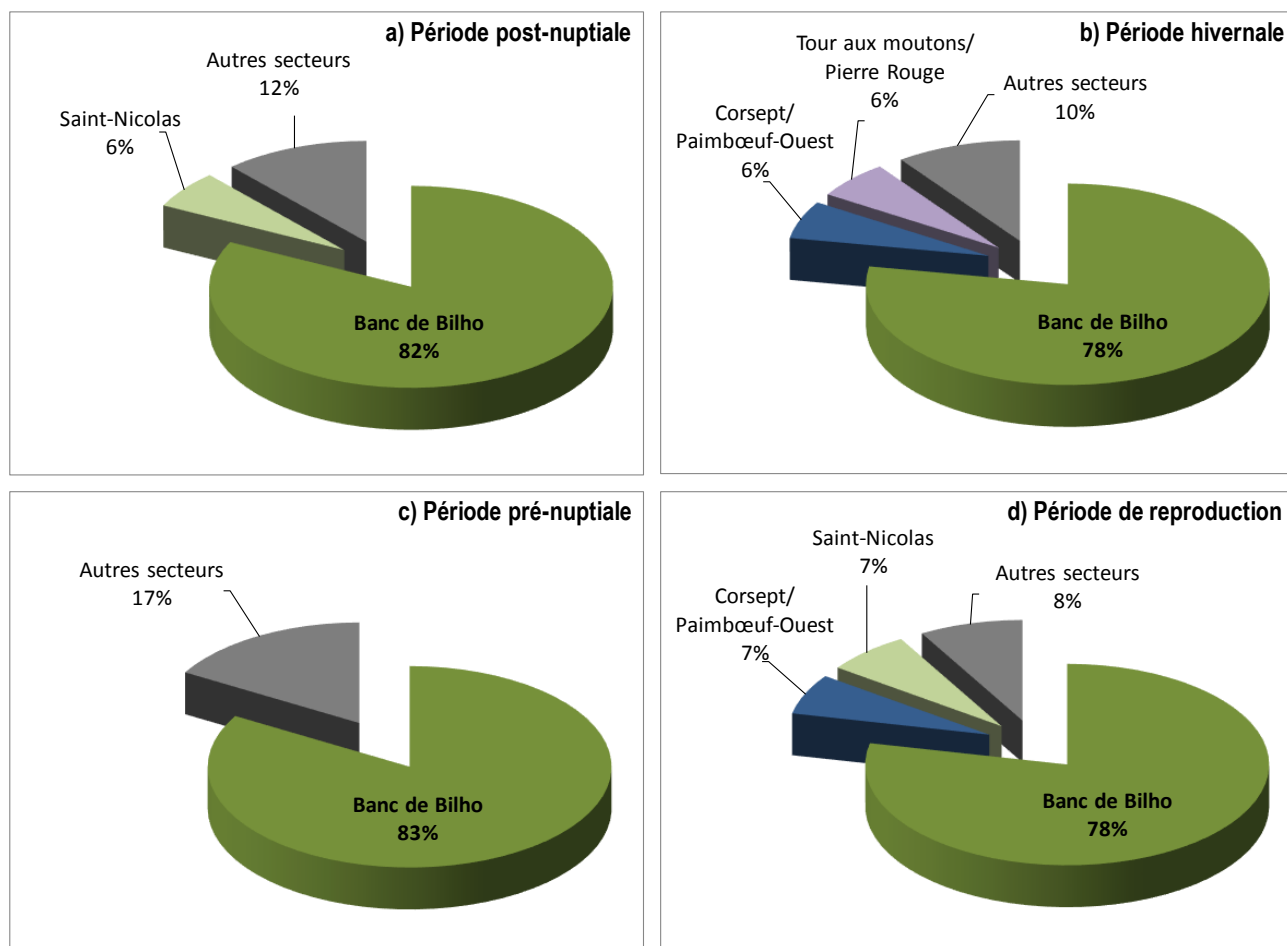 a) Période post-nuptiale
Autres secteurs
12%
Saint-Nicolas
6%
Banc de Bilho
82%
b) Période hivernale
Tour aux moutons/
Pierre Rouge
6%
Autres secteurs
10%
Corsept/
Paimbœuf-Ouest
6%
Banc de Bilho
78%
c) Période pré-nuptiale
Autres secteurs
17%
Banc de Bilho
83%
d) Période de reproduction
Saint-Nicolas
7%
Autres secteurs
8%
Corsept/
Paimbœuf-Ouest
7%
Banc de Bilho
78%